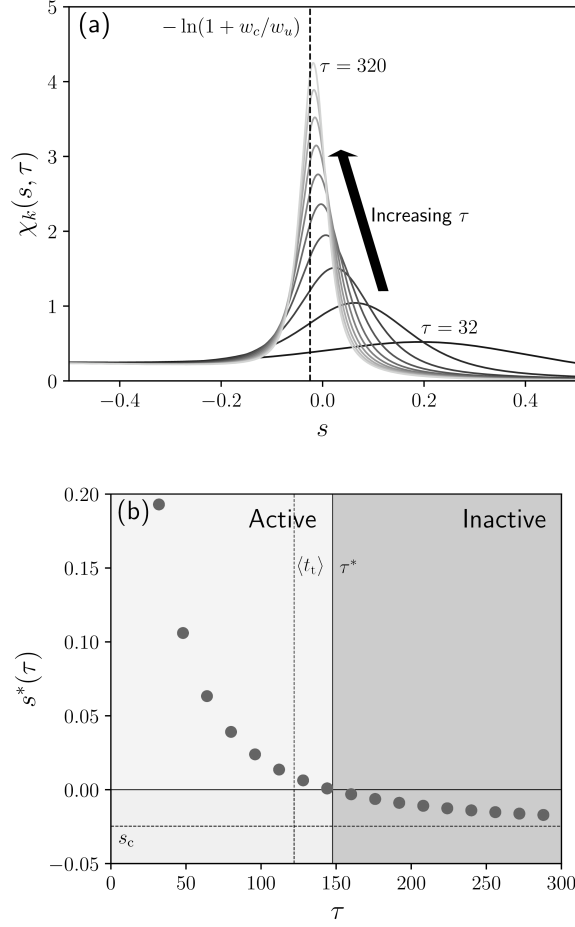 (a)
− ln(1 + w_c/w_u)
τ = 320
Increasing τ
τ = 32
χ_k(s, τ)
5
4
3
2
1
0
−0.4
−0.2
0.0
0.2
0.4
s
(b)
Active
Inactive
⟨t_t⟩
τ*
s_c
s*(τ)
0.20
0.15
0.10
0.05
0.00
−0.05
0
50
100
150
200
250
300
τ